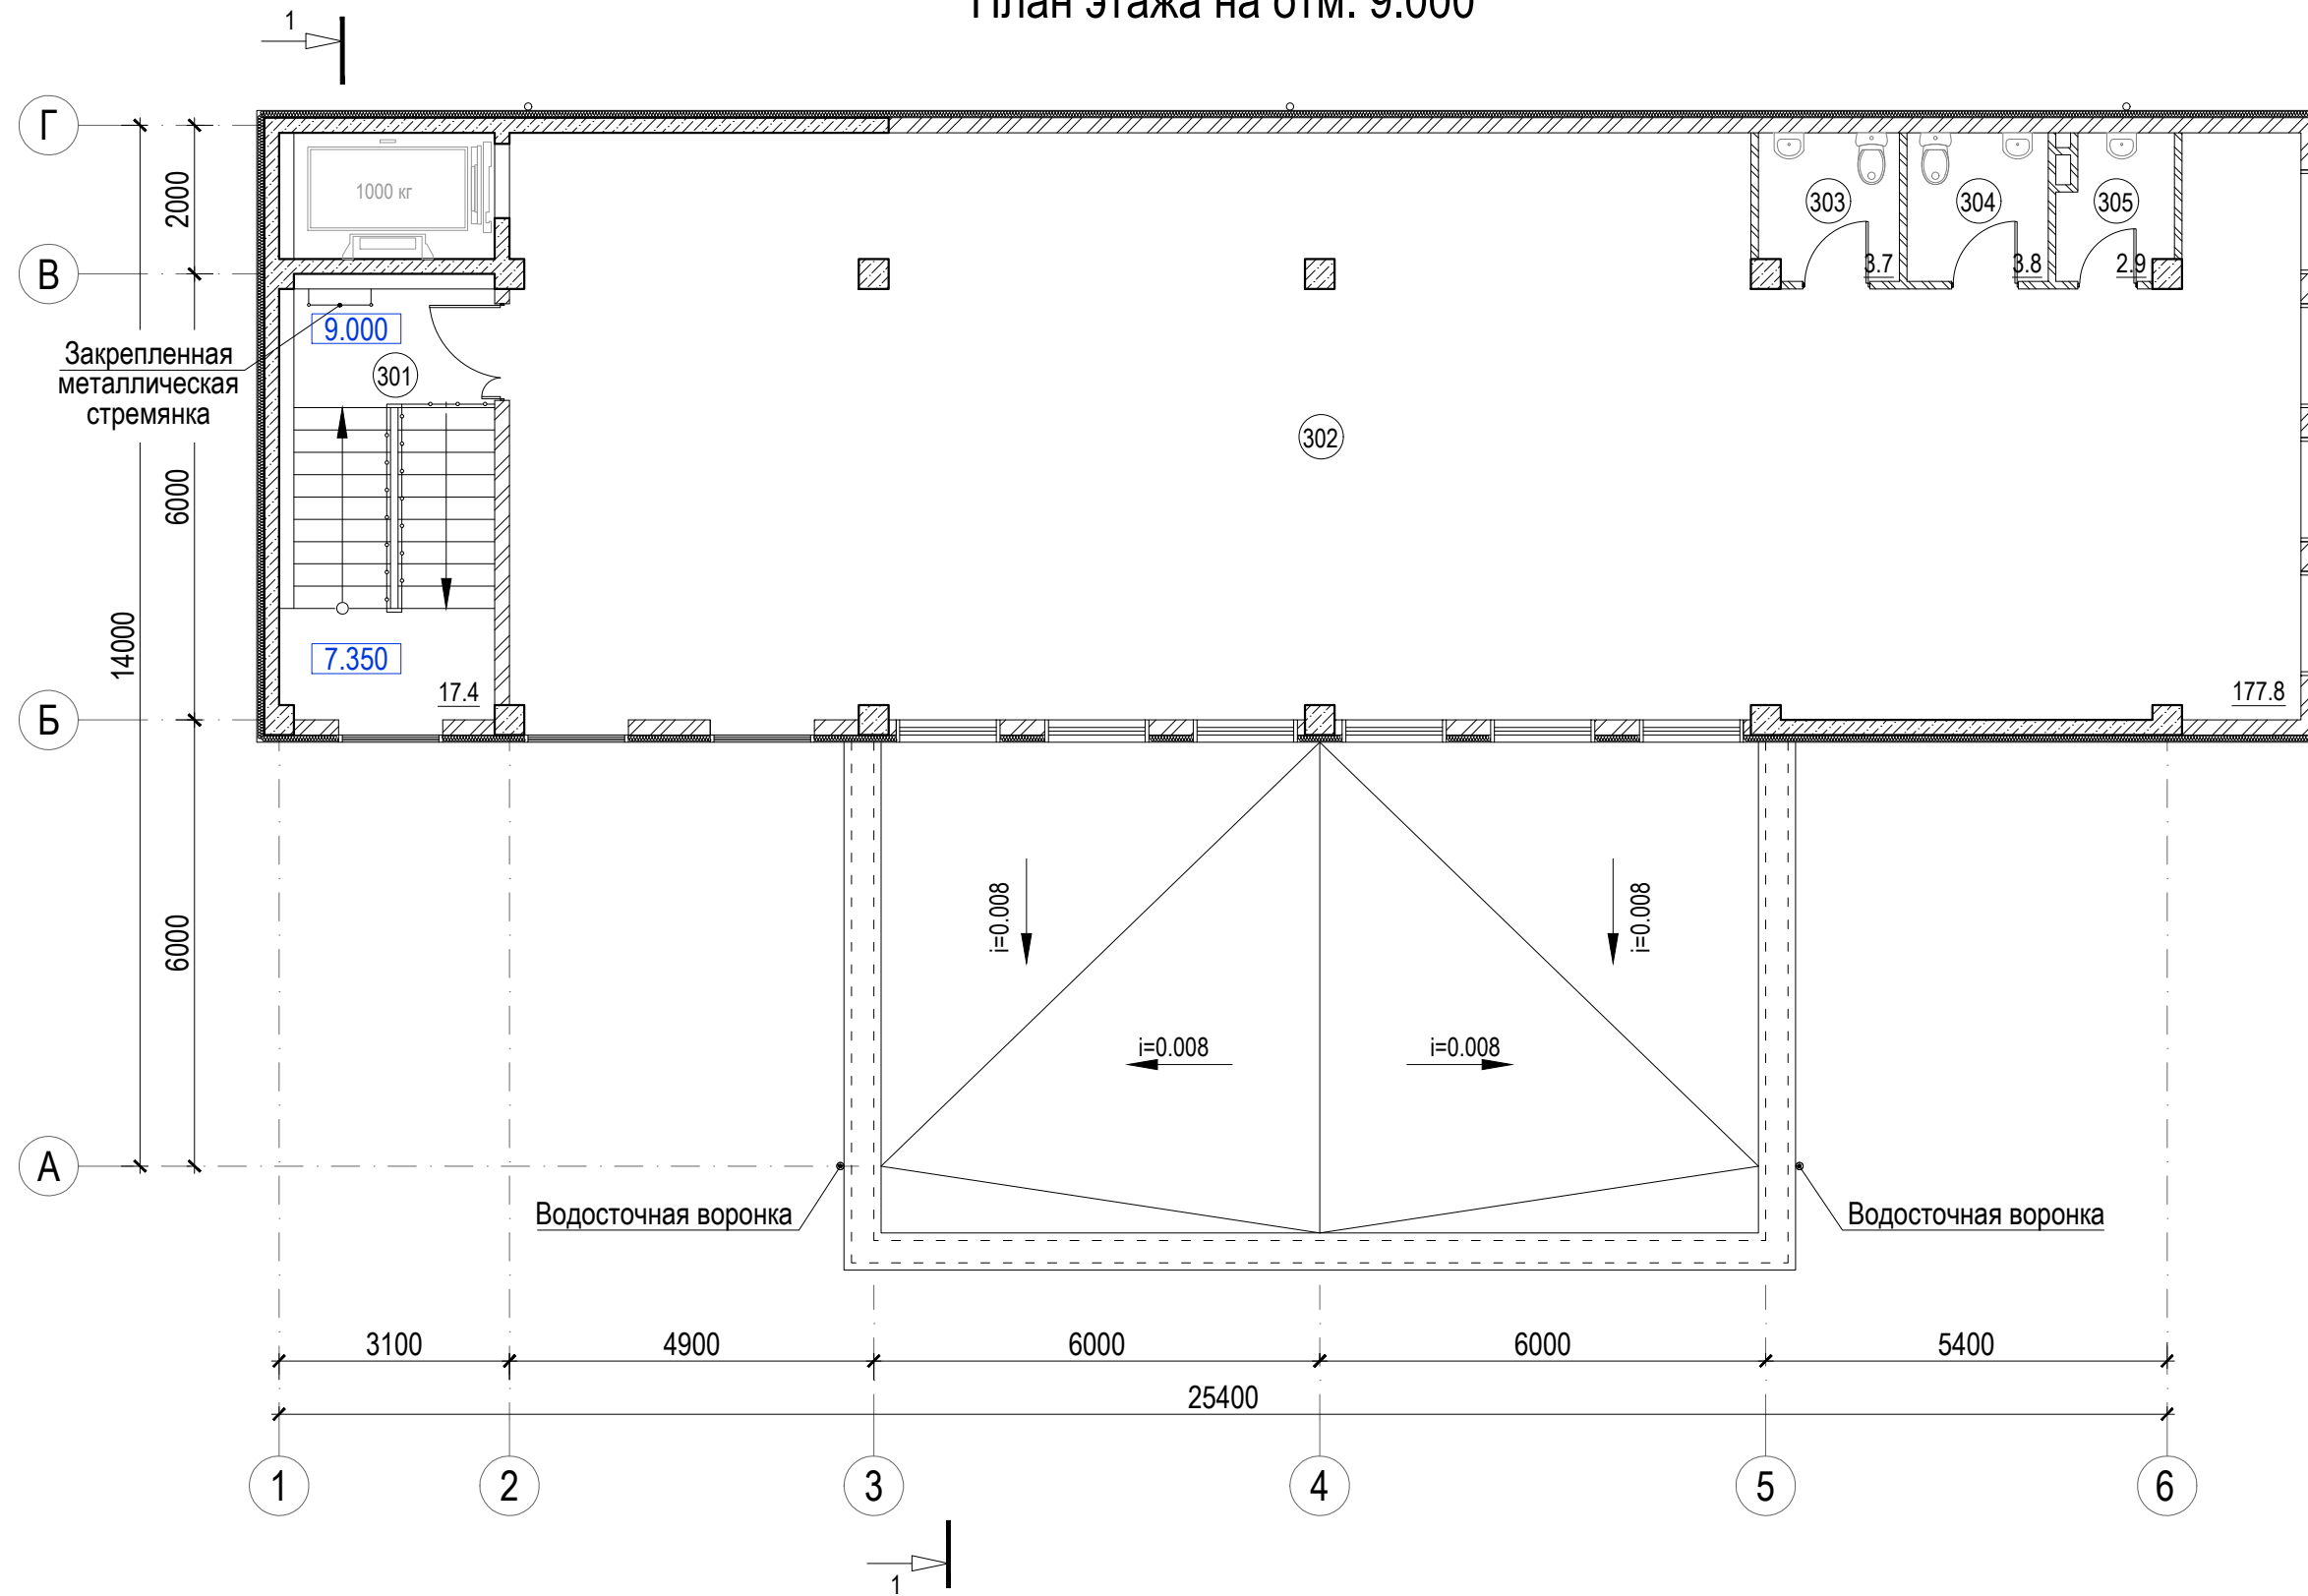 План этажа на отм. 9.000
1
Г
2000
1000 кг
303
304
305
3.7
3.8
2.9
В
9.000
Закрепленная
металлическая
стремянка
301
302
6000
14000
7.350
17.4
177.8
Б
i=0.008
i=0.008
6000
i=0.008
i=0.008
А
Водосточная воронка
Водосточная воронка
3100
4900
6000
6000
5400
25400
1
2
3
4
5
6
1